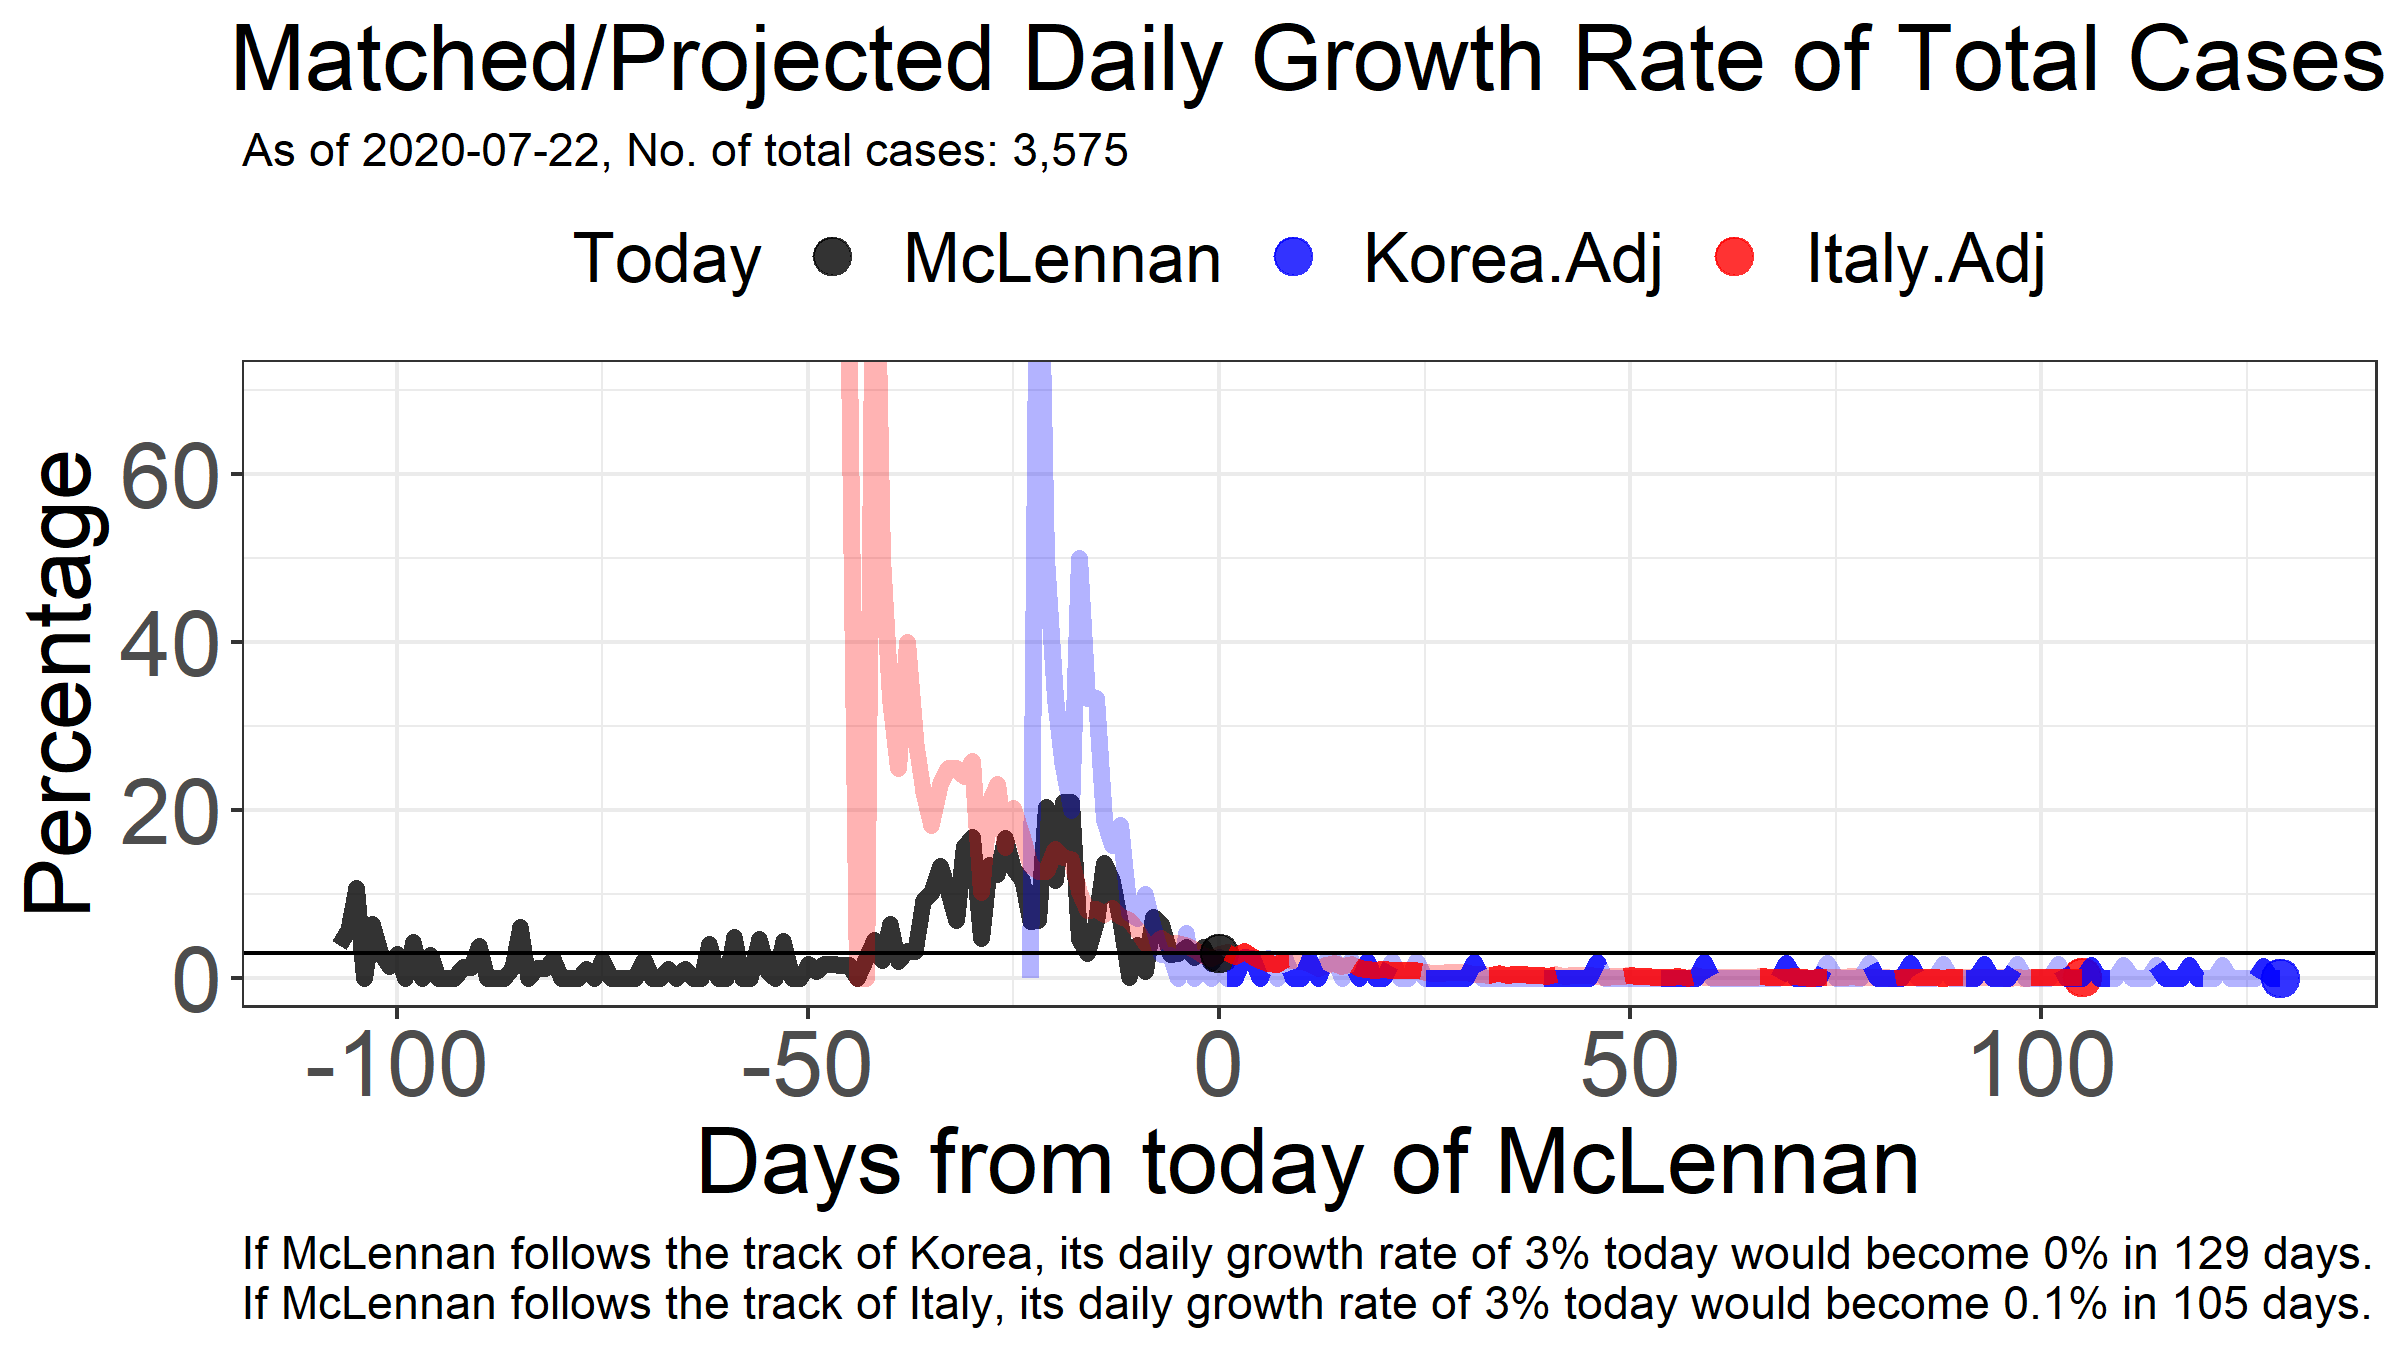 Matched/Projected Daily Growth Rate of Total Cases
As of 2020-07-22, No. of total cases: 3,575
Today McLennan Korea.Adj Italy.Adj
Percentage
60
40
20
0
-100 -50 0 50 100
Days from today of McLennan
If McLennan follows the track of Korea, its daily growth rate of 3% today would become 0% in 129 days.
If McLennan follows the track of Italy, its daily growth rate of 3% today would become 0.1% in 105 days.